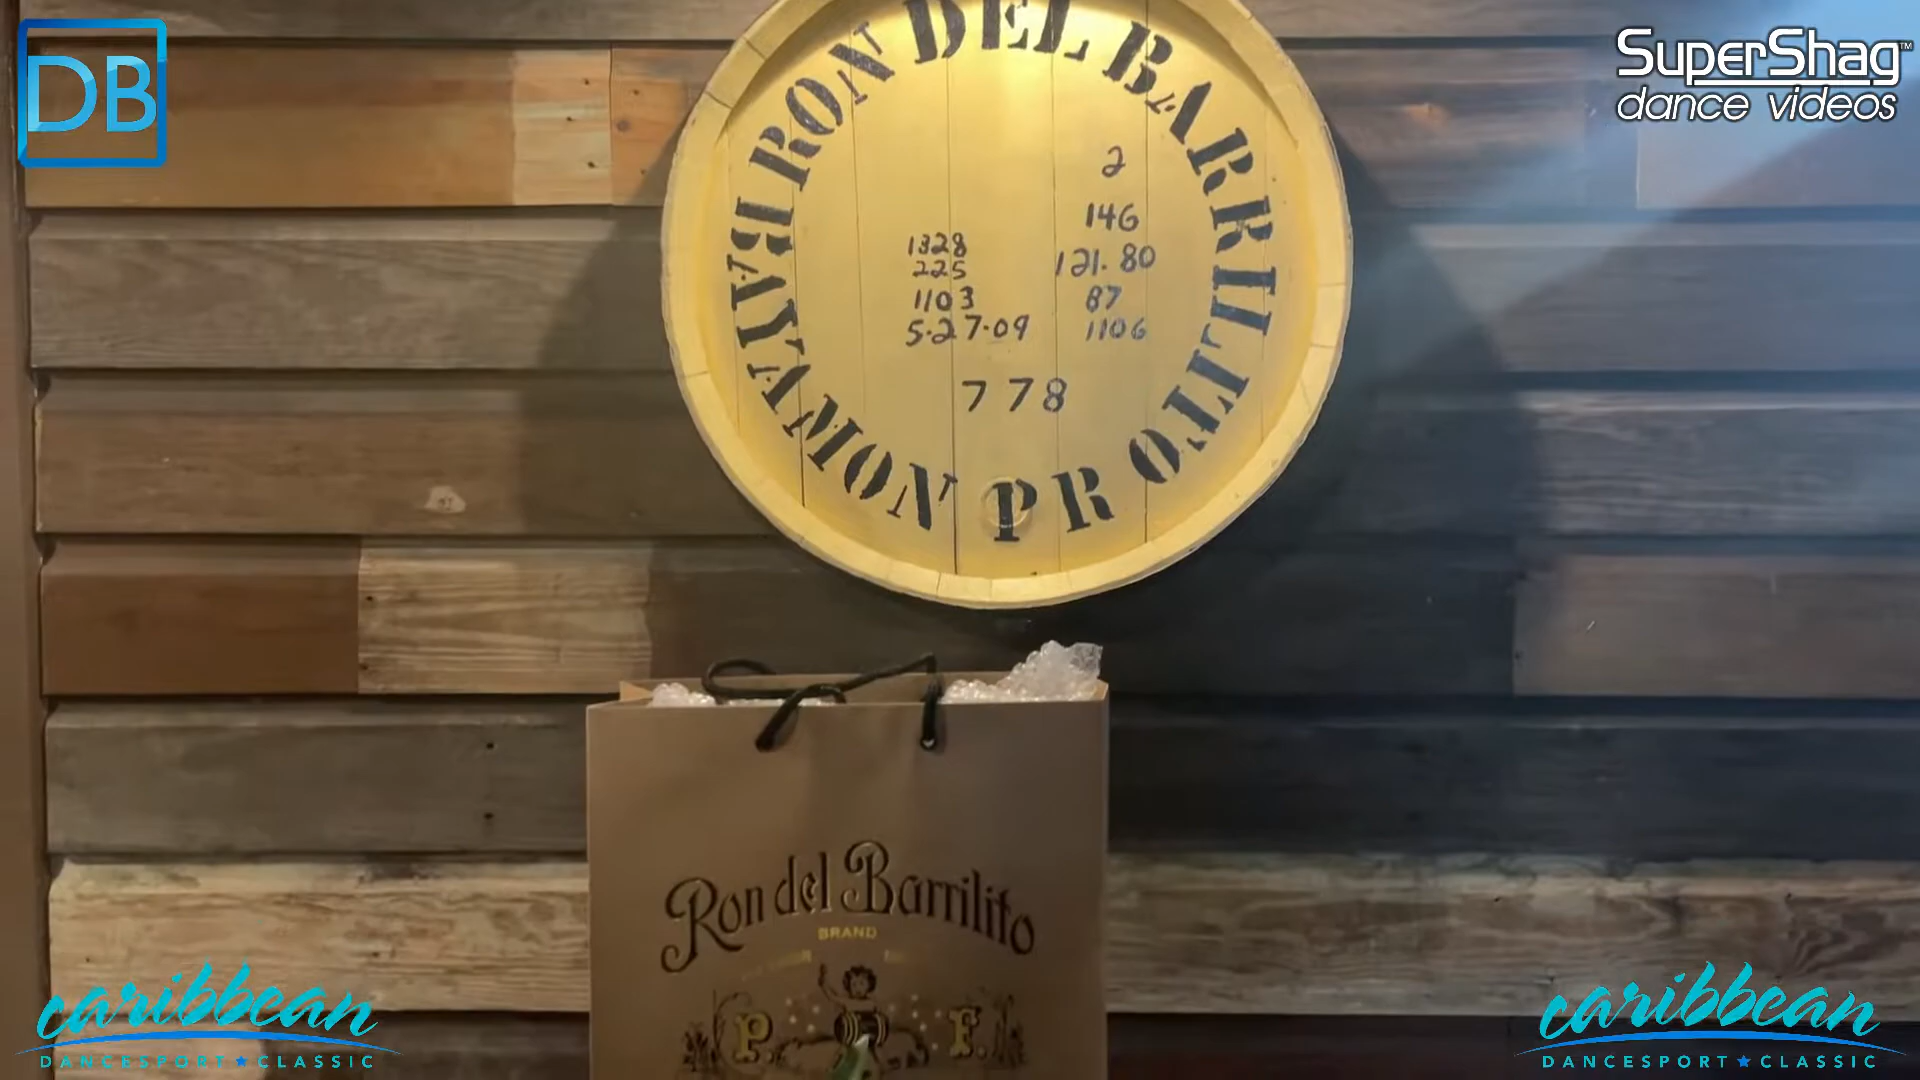 DB
SuperShag™
dance videos
RON DEL BARRILITO
BAYAMON PR
2
146
121.80
87
1106
1328
225
1103
5-27-09
778
Ron del Barrilito
BRAND
P. F.
caribbean
DANCESPORT★CLASSIC
caribbean
DANCESPORT★CLASSIC